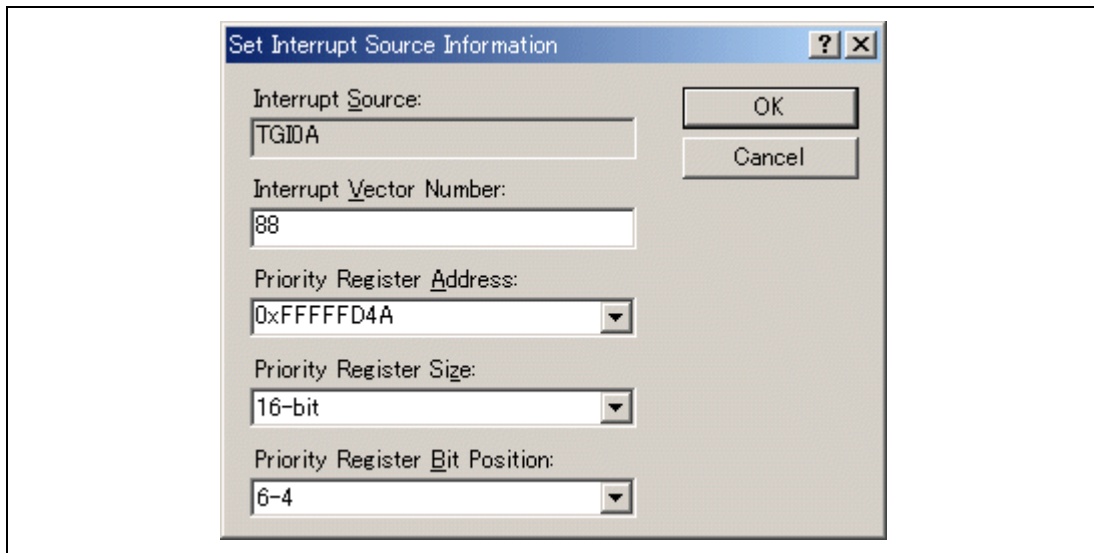 Set Interrupt Source Information
Interrupt Source:
OK
TGI0A
Cancel
Interrupt Vector Number:
88
Priority Register Address:
0xFFFFFD4A
Priority Register Size:
16-bit
Priority Register Bit Position:
6-4